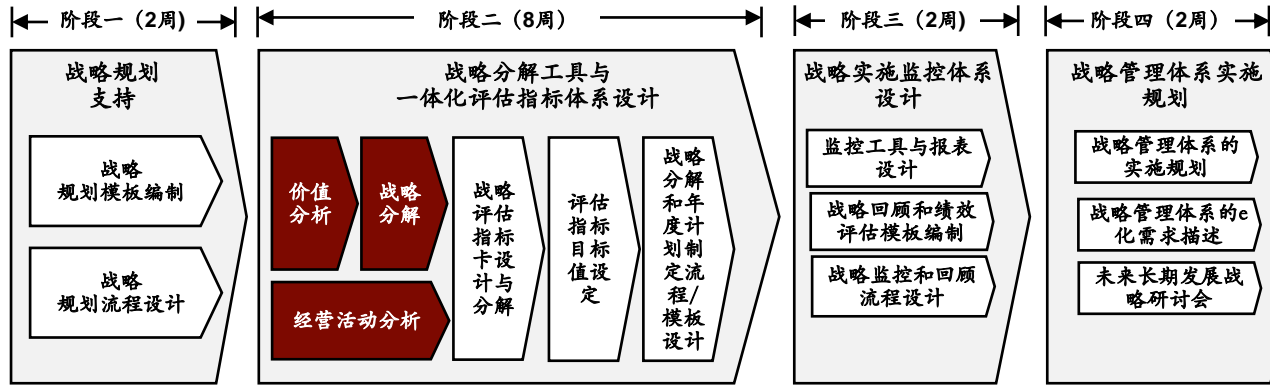 阶段一（2周)
阶段二（8周）
阶段三（2周）
阶段四（2周）
战略规划
支持
战略
规划模板编制
战略
规划流程设计
战略分解工具与
一体化评估指标体系设计
价值
分析
战略
分解
经营活动分析
战略
评估
指标
卡设
计与
分解
评估
指标
目标
值设
定
战略
分解
和年
度计
划制
定流
程/
模板
设计
战略实施监控体系
设计
监控工具与报表
设计
战略回顾和绩效
评估模板编制
战略监控和回顾
流程设计
战略管理体系实施
规划
战略管理体系的
实施规划
战略管理体系的e
化需求描述
未来长期发展战
略研讨会